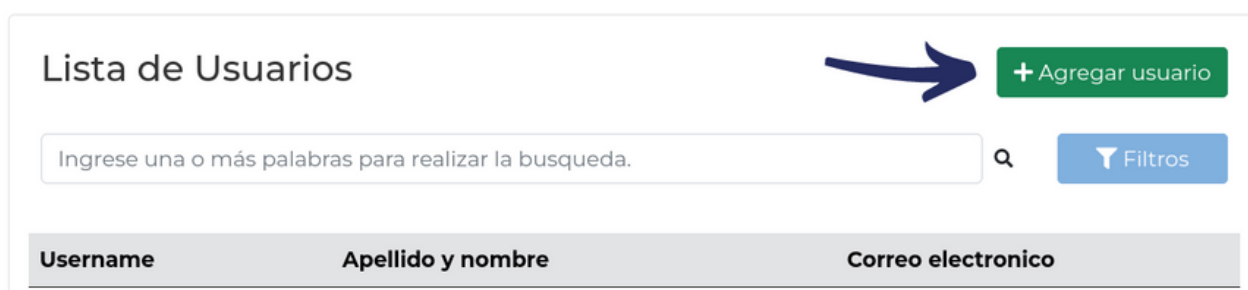 Lista de Usuarios
Agregar usuario
Ingrese una o más palabras para realizar la busqueda.
Filtros
Username Apellido y nombre Correo electronico